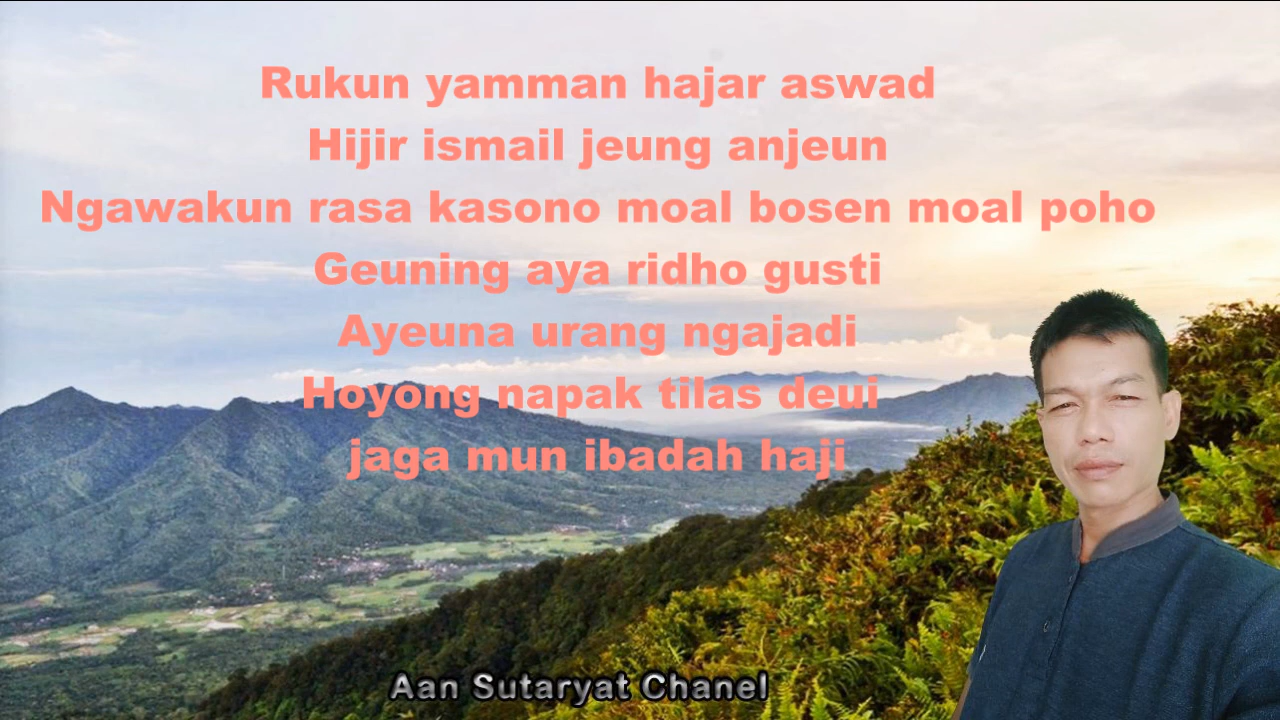 Rukun yamman hajar aswad
Hijir ismail jeung anjeun
Ngawakun rasa kasono moal bosen moal poho
Geuning aya ridho gusti
Ayeuna urang ngajadi
Hoyong napak tilas deui
jaga mun ibadah haji
Aan Sutaryat Chanel